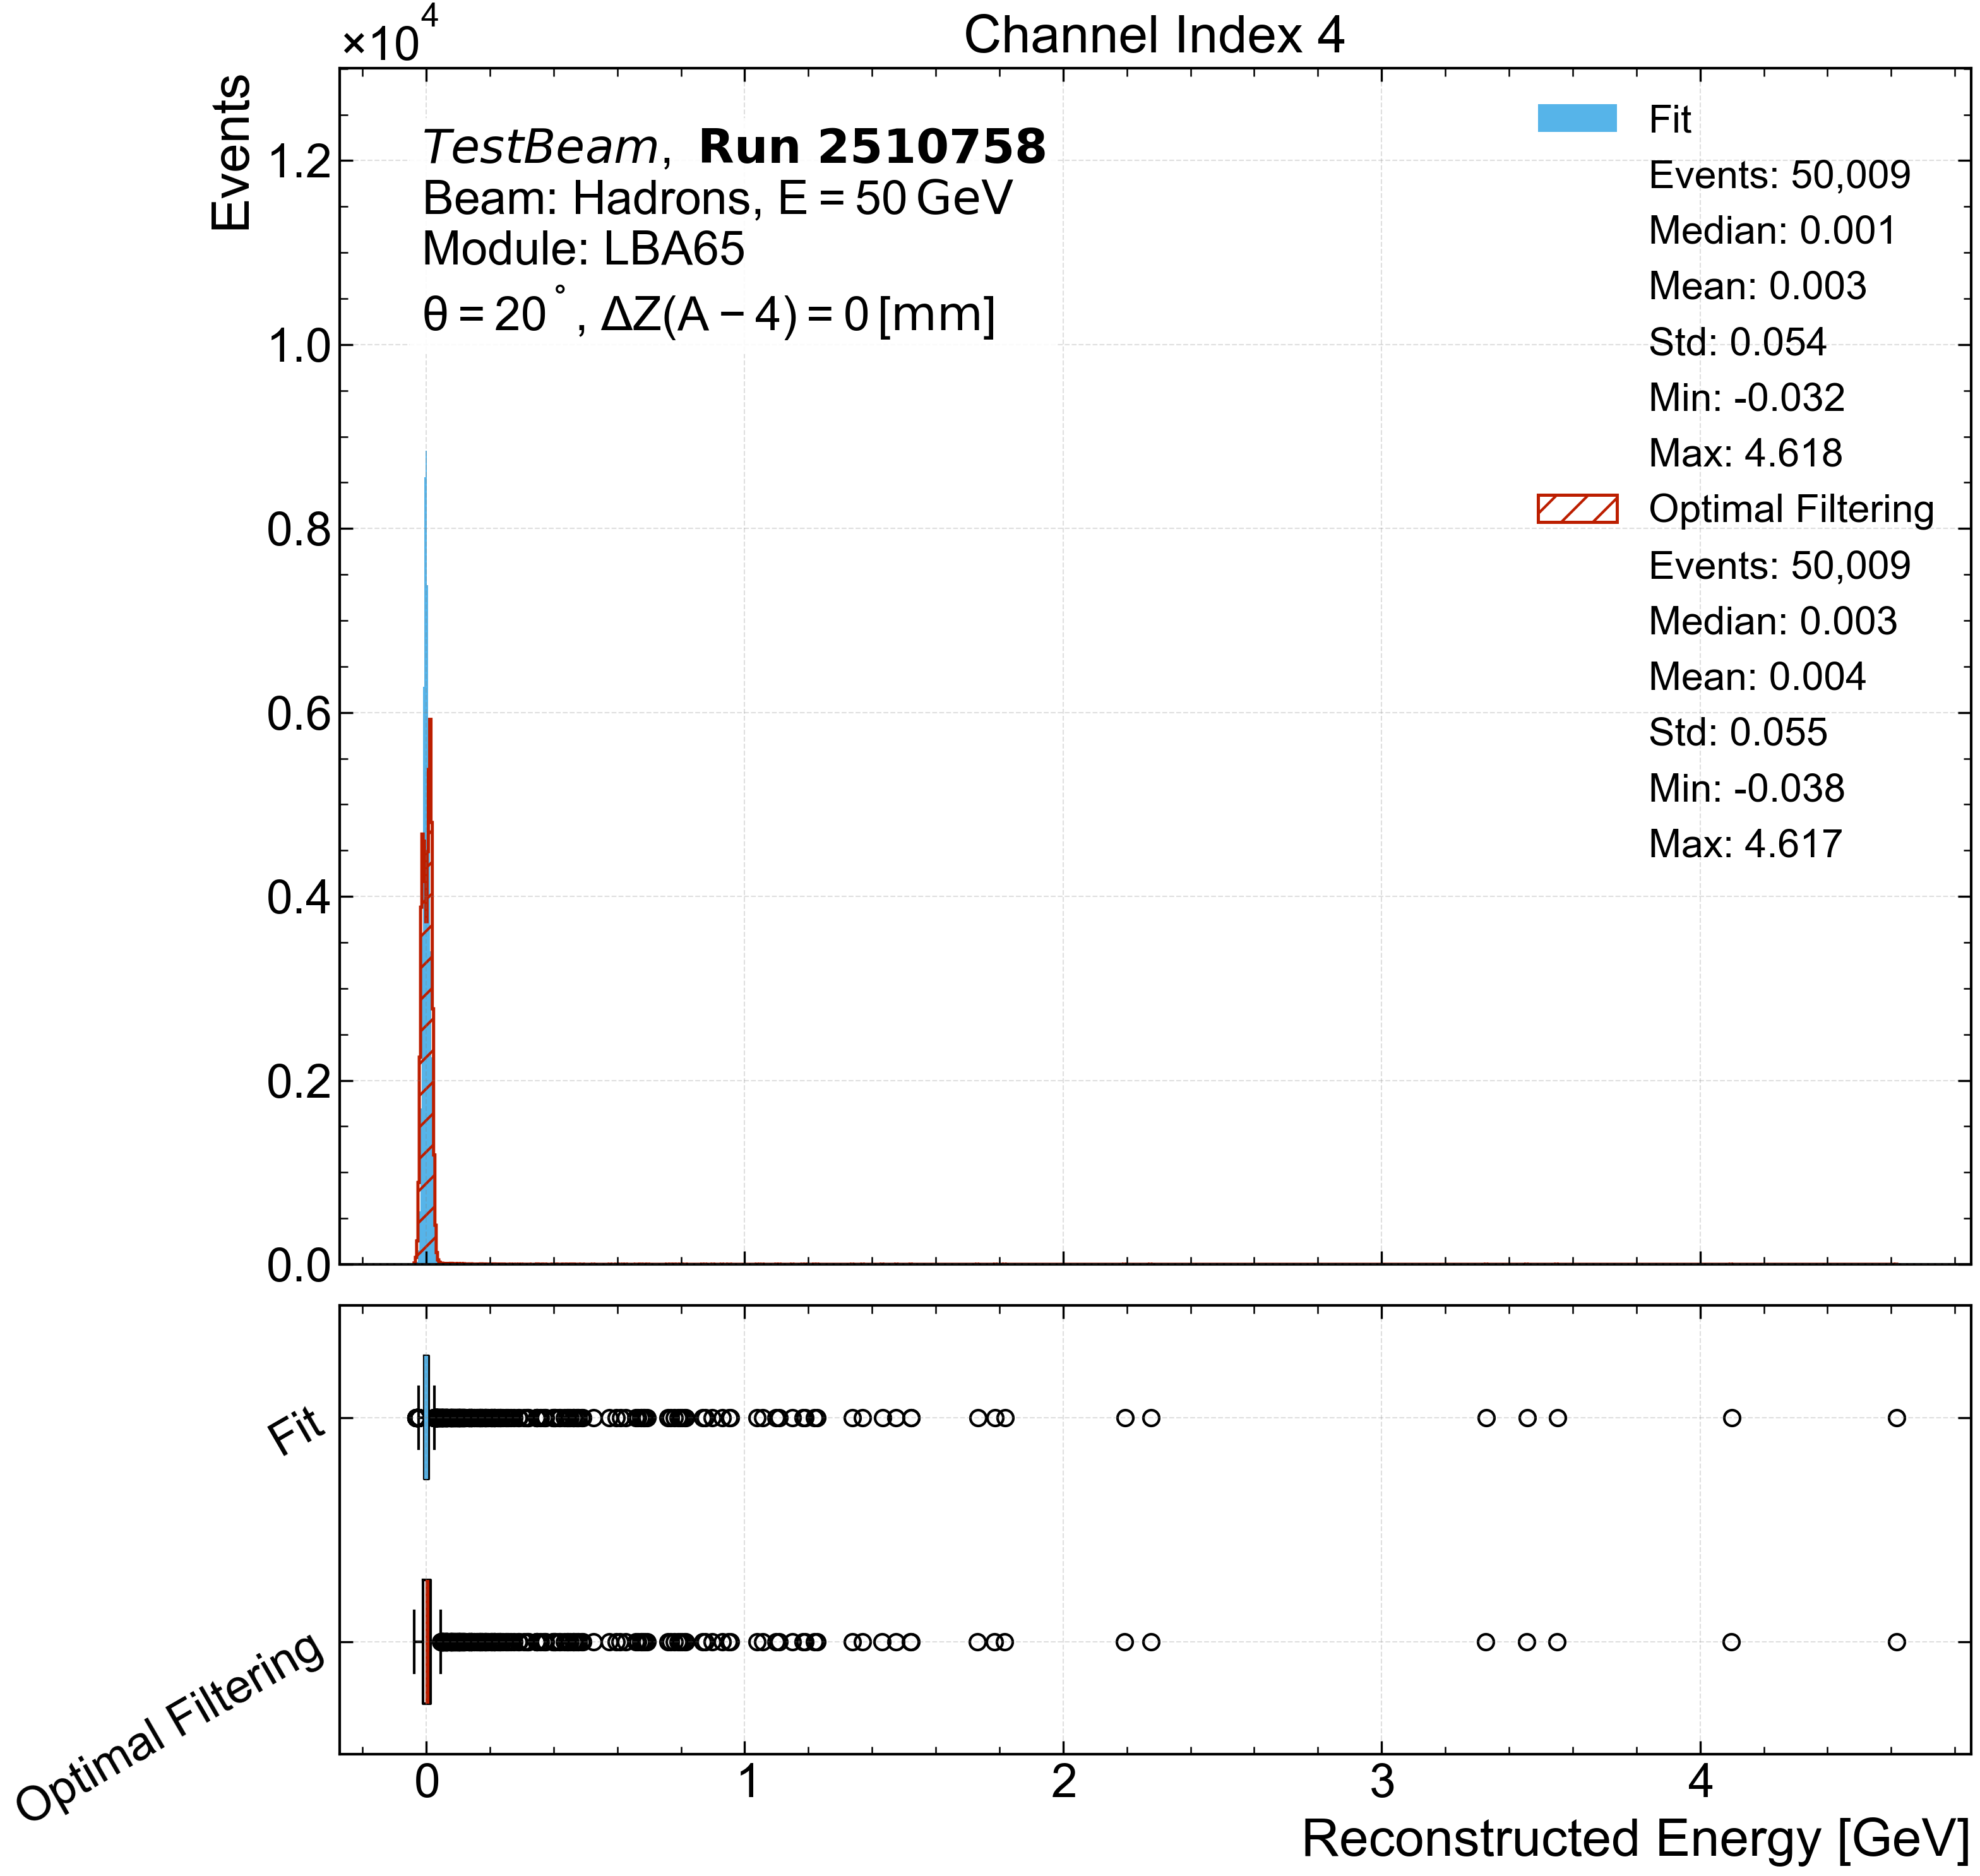 ×10⁴
Channel Index 4
Events
1.2
1.0
0.8
0.6
0.4
0.2
0.0
TestBeam, Run 2510758
Beam: Hadrons, E = 50 GeV
Module: LBA65
θ = 20°, ΔZ(A − 4) = 0 [mm]
Fit
Events: 50,009
Median: 0.001
Mean: 0.003
Std: 0.054
Min: -0.032
Max: 4.618
Optimal Filtering
Events: 50,009
Median: 0.003
Mean: 0.004
Std: 0.055
Min: -0.038
Max: 4.617
Fit
Optimal Filtering
0 1 2 3 4
Reconstructed Energy [GeV]